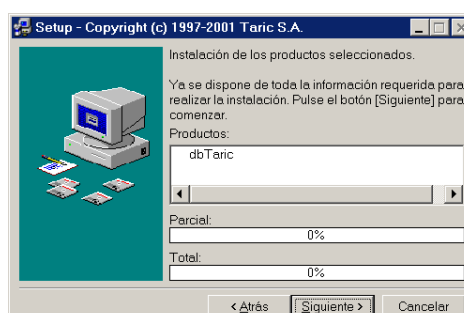 Setup - Copyright (c) 1997-2001 Taric S.A.
Instalación de los productos seleccionados.
Ya se dispone de toda la información requerida para
realizar la instalación. Pulse el botón [Siguiente] para
comenzar.
Productos:
dbTaric
Parcial:
0%
Total:
0%
< Atrás
Siguiente >
Cancelar